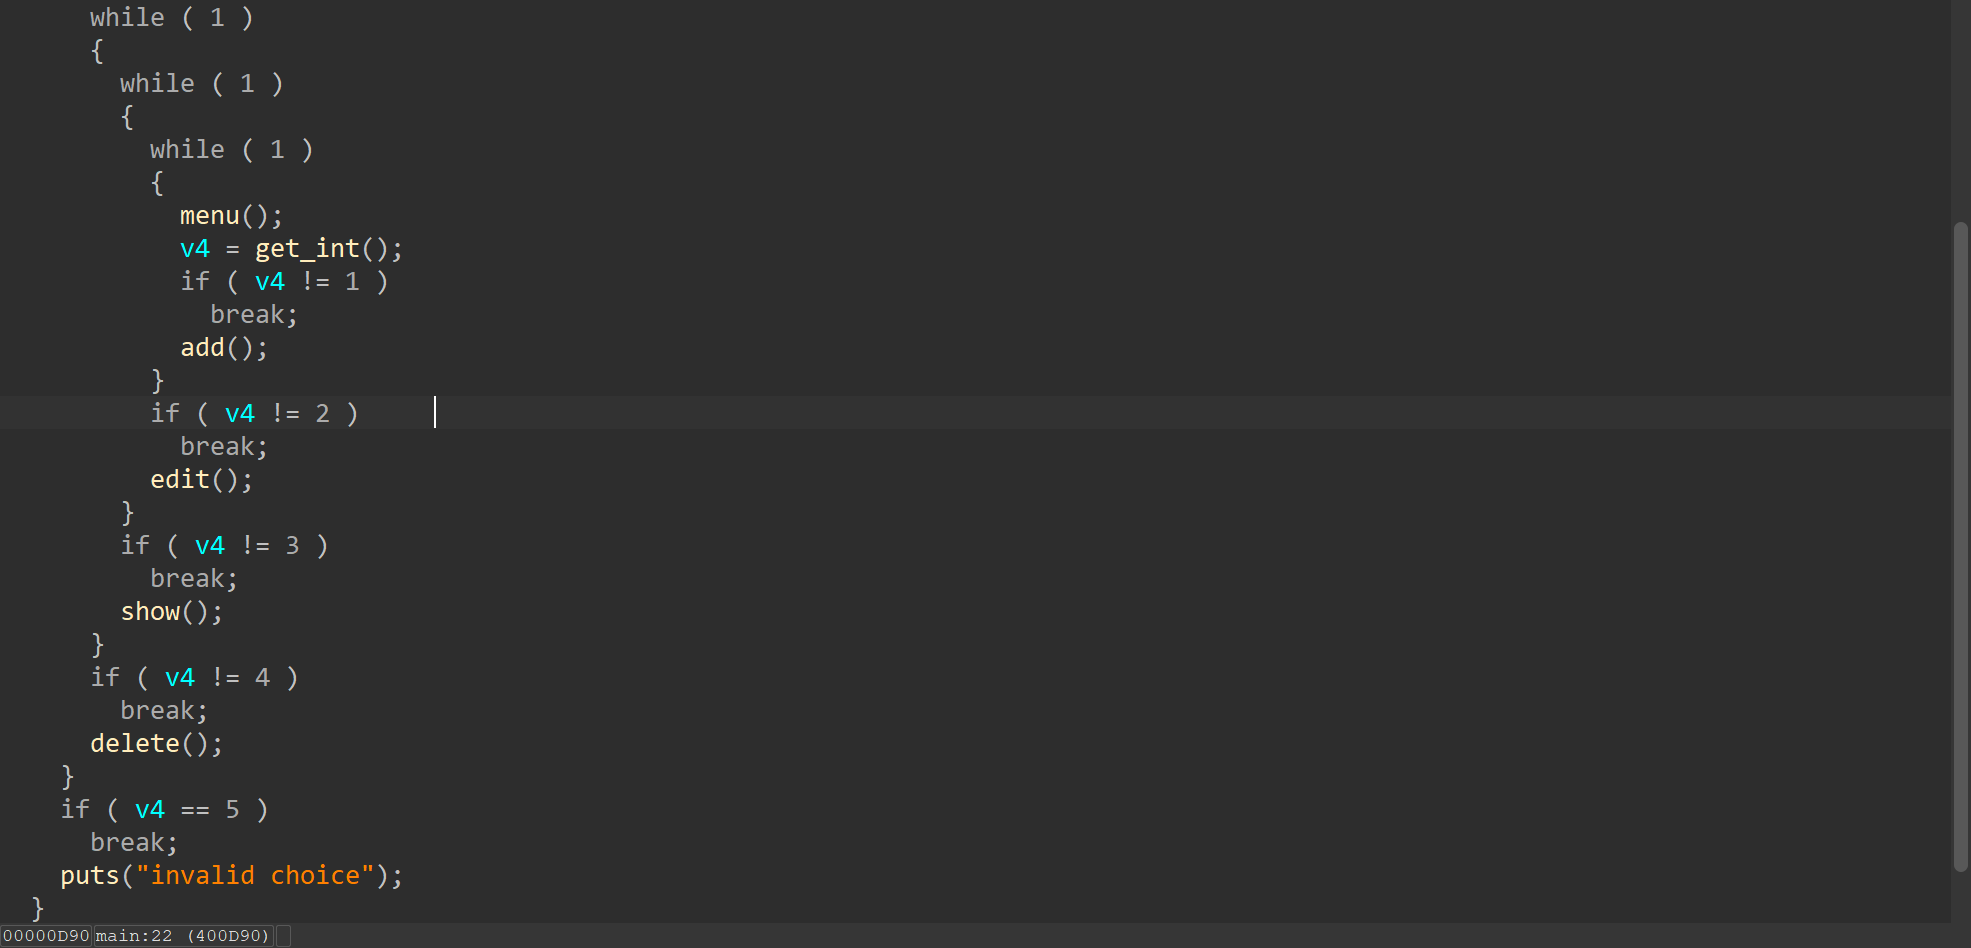 while ( 1 )
{
while ( 1 )
{
while ( 1 )
{
menu();
v4 = get_int();
if ( v4 != 1 )
break;
add();
}
if ( v4 != 2 )
break;
edit();
}
if ( v4 != 3 )
break;
show();
}
if ( v4 != 4 )
break;
delete();
}
if ( v4 == 5 )
break;
puts("invalid choice");
}
00000D90 main:22 (400D90)